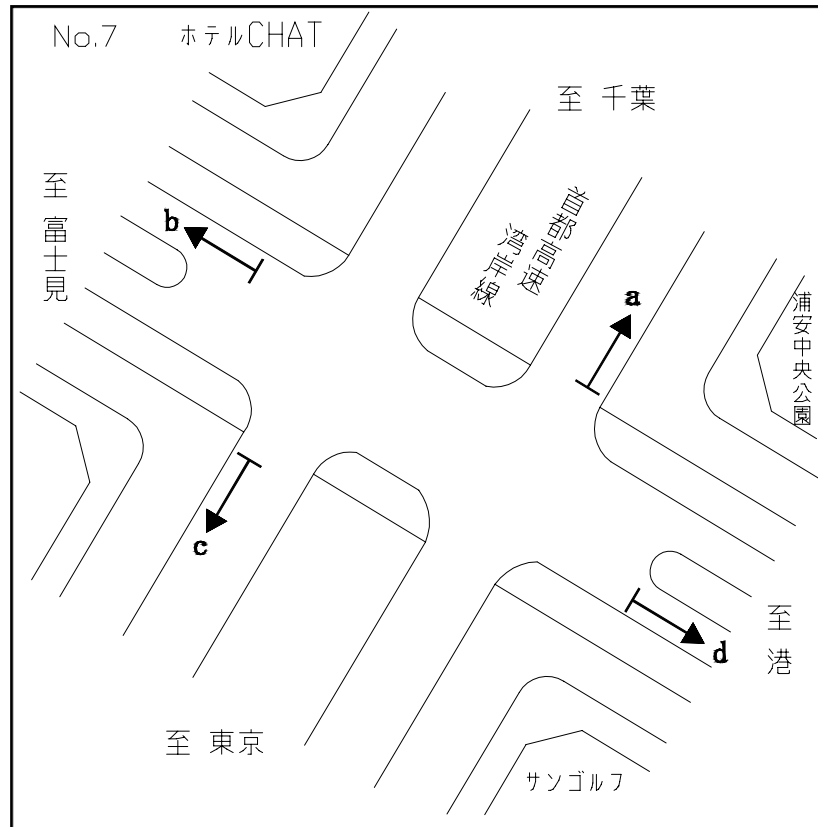 No.7
ホテルCHAT
至 千葉
至 富士見
b
首都高速
湾岸線
a
浦安中央公園
c
d
至 港
至 東京
サンゴルフ